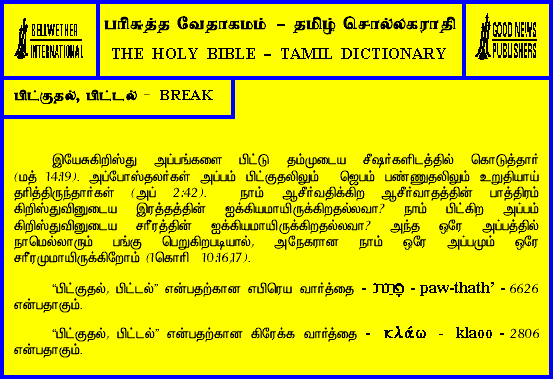 BELLWETHER
INTERNATIONAL
பரிசுத்த வேதாகமம் – தமிழ் சொல்லகராதி
THE HOLY BIBLE – TAMIL DICTIONARY
GOOD NEWS
PUBLISHERS
பிட்குதல், பிட்டல் – BREAK
இயேசுகிறிஸ்து அப்பங்களை பிட்டு தம்முடைய சீஷர்களிடத்தில் கொடுத்தார்
(மத் 14:19). அப்போஸ்தலர்கள் அப்பம் பிட்குதலிலும் ஜெபம் பண்ணுதலிலும் உறுதியாய்
தரித்திருந்தார்கள் (அப் 2:42). நாம் ஆசீர்வதிக்கிற ஆசீர்வாதத்தின் பாத்திரம்
கிறிஸ்துவினுடைய இரத்தத்தின் ஐக்கியமாயிருக்கிறதல்லவா? நாம் பிட்கிற அப்பம்
கிறிஸ்துவினுடைய சரீரத்தின் ஐக்கியமாயிருக்கிறதல்லவா? அந்த ஒரே அப்பத்தில்
நாமெல்லாரும் பங்கு பெறுகிறபடியால், அநேகரான நாம் ஒரே அப்பமும் ஒரே
சரீரமுமாயிருக்கிறோம் (1கொரி 10:16,17).
“பிட்குதல், பிட்டல்” என்பதற்கான எபிரெய வார்த்தை - פתת - paw-thath’ - 6626
என்பதாகும்.
“பிட்குதல், பிட்டல்” என்பதற்கான கிரேக்க வார்த்தை - κλάω - klaoo - 2806
என்பதாகும்.